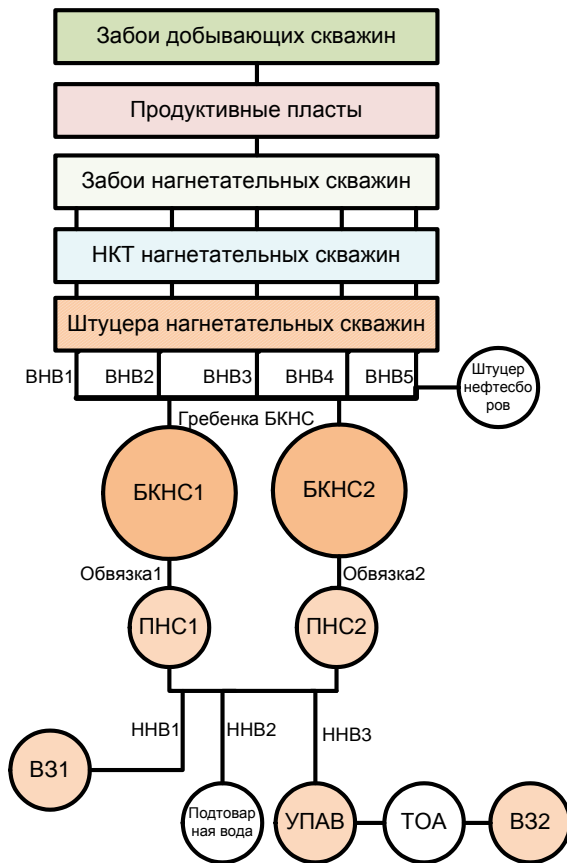 Забои добывающих скважин
Продуктивные пласты
Забои нагнетательных скважин
НКТ нагнетательных скважин
Штуцера нагнетательных скважин
ВНВ1 ВНВ2 ВНВ3 ВНВ4 ВНВ5
Штуцер
нефтесбо
ров
Гребенка БКНС
БКНС1 БКНС2
Обвязка1 Обвязка2
ПНС1 ПНС2
ННВ1 ННВ2 ННВ3
ВЗ1
Подтовар
ная вода
УПАВ ТОА ВЗ2